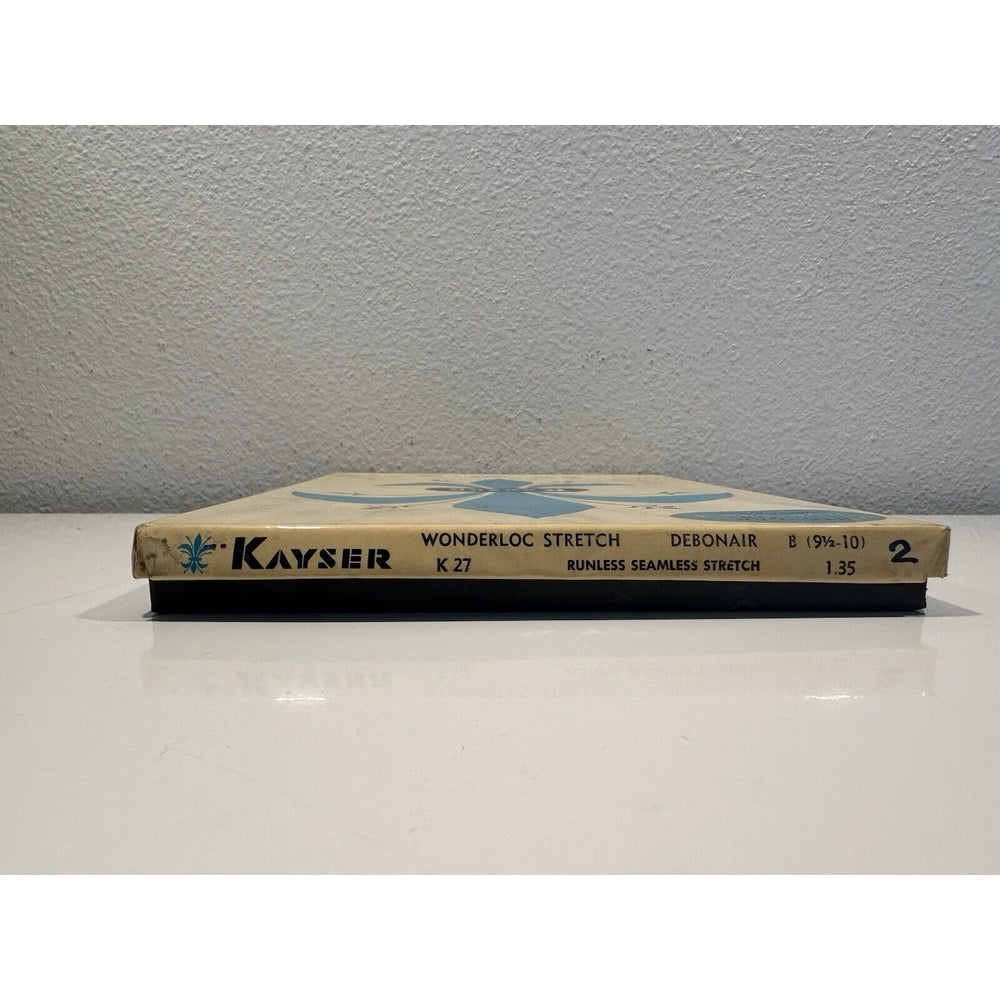 KAYSER WONDERLOC STRETCH DEBONAIR B (9½-10) 2
K 27 RUNLESS SEAMLESS STRETCH 1.35